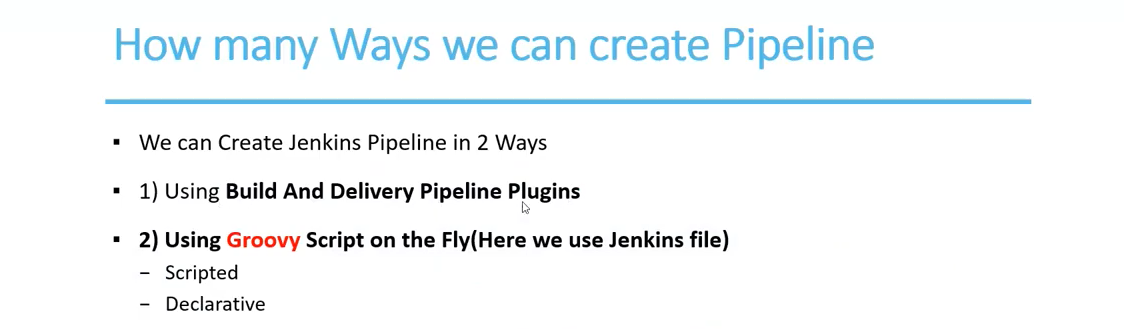 How many Ways we can create Pipeline
▪ We can Create Jenkins Pipeline in 2 Ways
▪ 1) Using Build And Delivery Pipeline Plugins
▪ 2) Using Groovy Script on the Fly(Here we use Jenkins file)
– Scripted
– Declarative